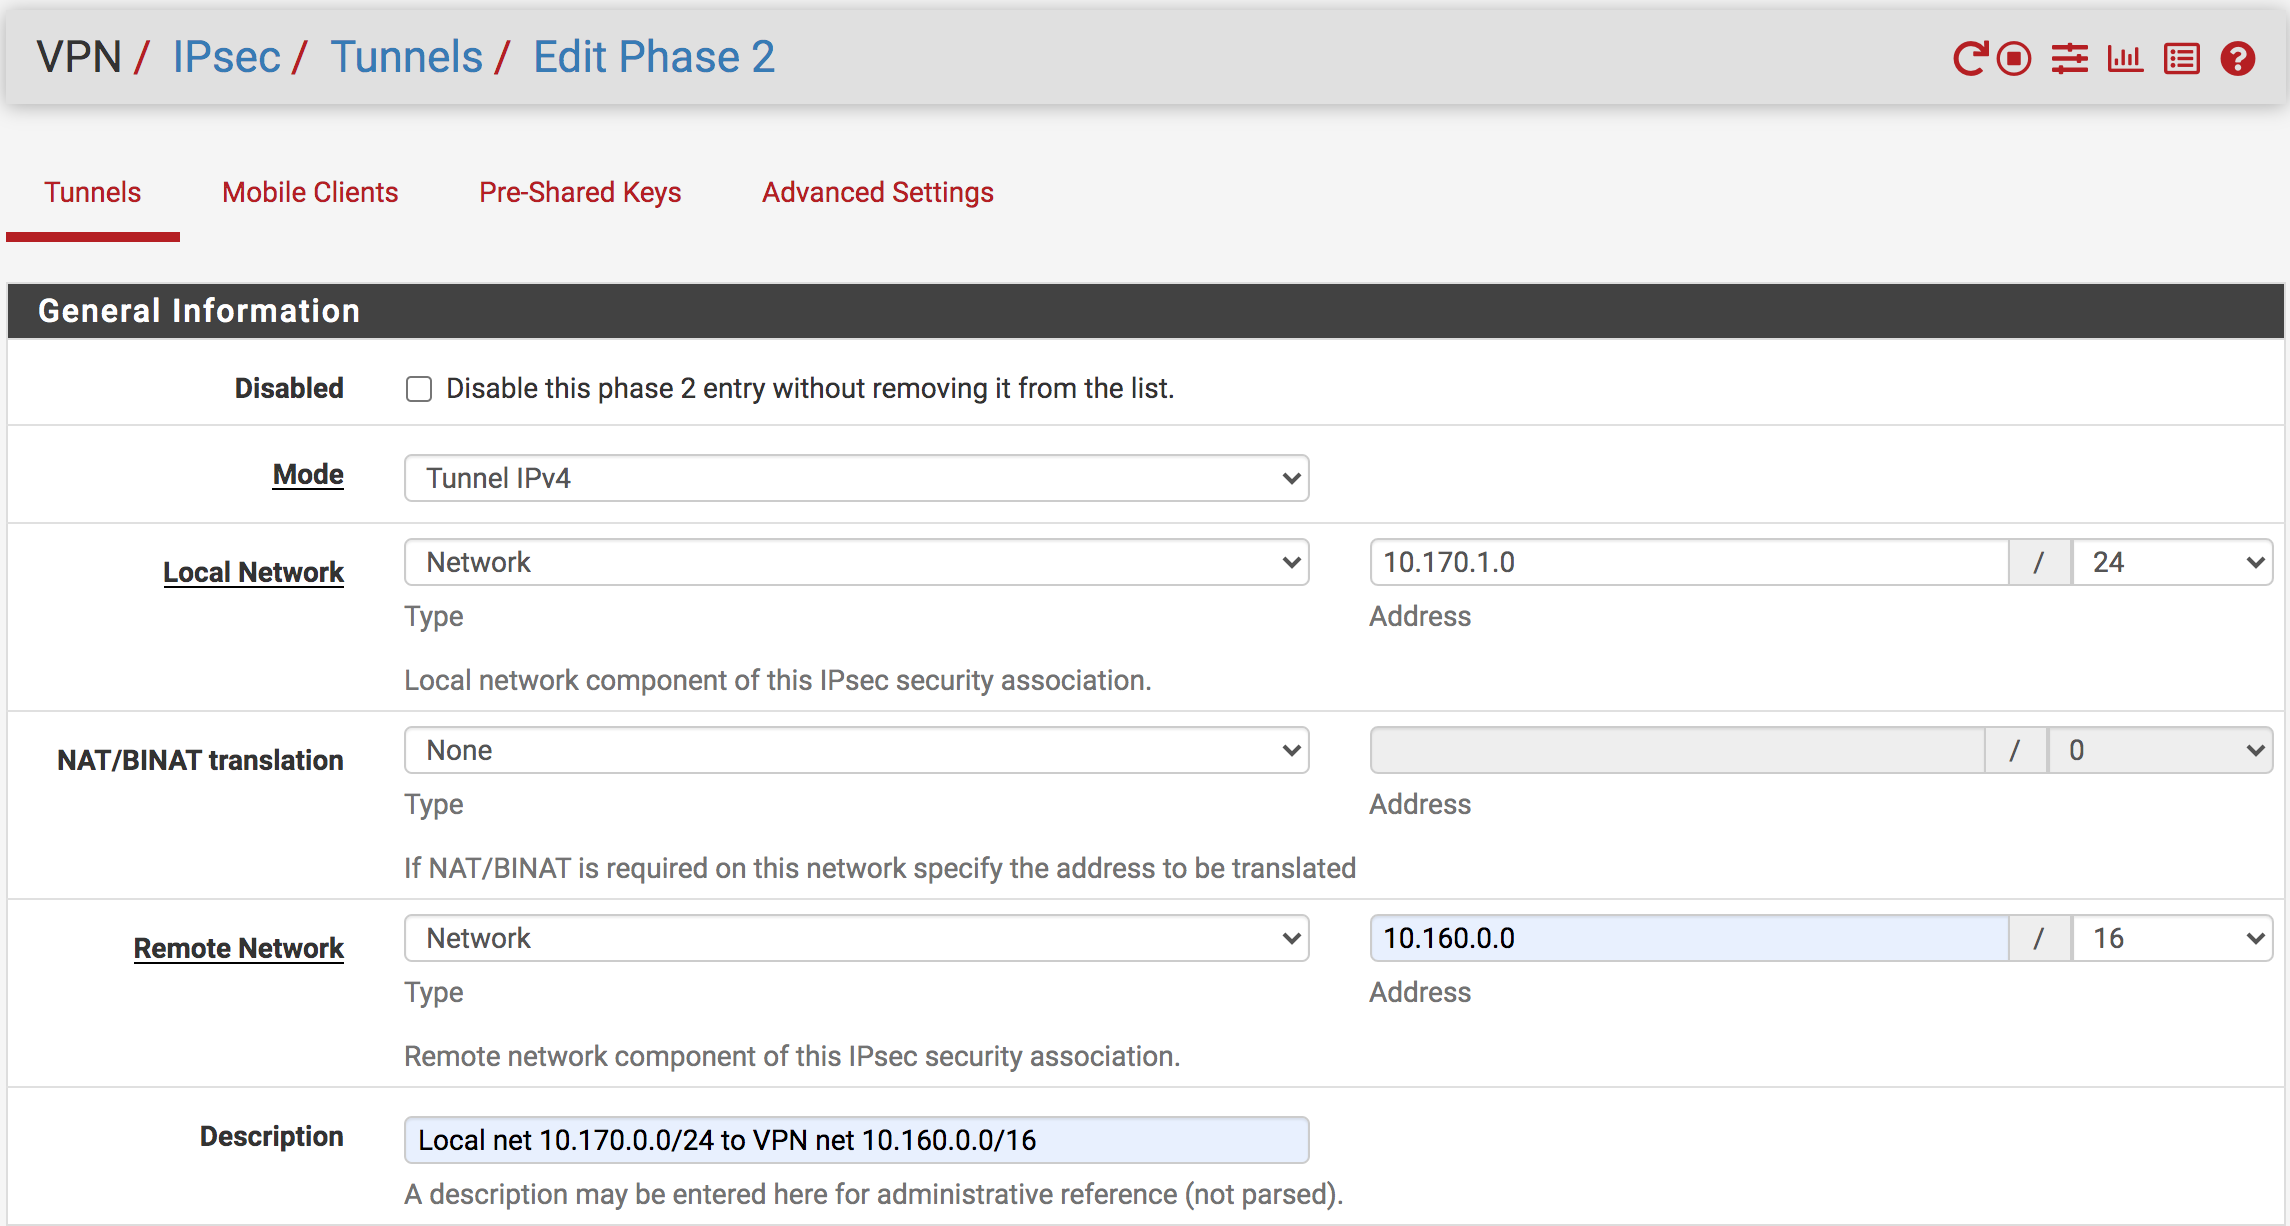 VPN / IPsec / Tunnels / Edit Phase 2
Tunnels Mobile Clients Pre-Shared Keys Advanced Settings
General Information
Disabled Disable this phase 2 entry without removing it from the list.
Mode Tunnel IPv4
Local Network Network 10.170.1.0 / 24
Type Address
Local network component of this IPsec security association.
NAT/BINAT translation None / 0
Type Address
If NAT/BINAT is required on this network specify the address to be translated
Remote Network Network 10.160.0.0 / 16
Type Address
Remote network component of this IPsec security association.
Description Local net 10.170.0.0/24 to VPN net 10.160.0.0/16
A description may be entered here for administrative reference (not parsed).